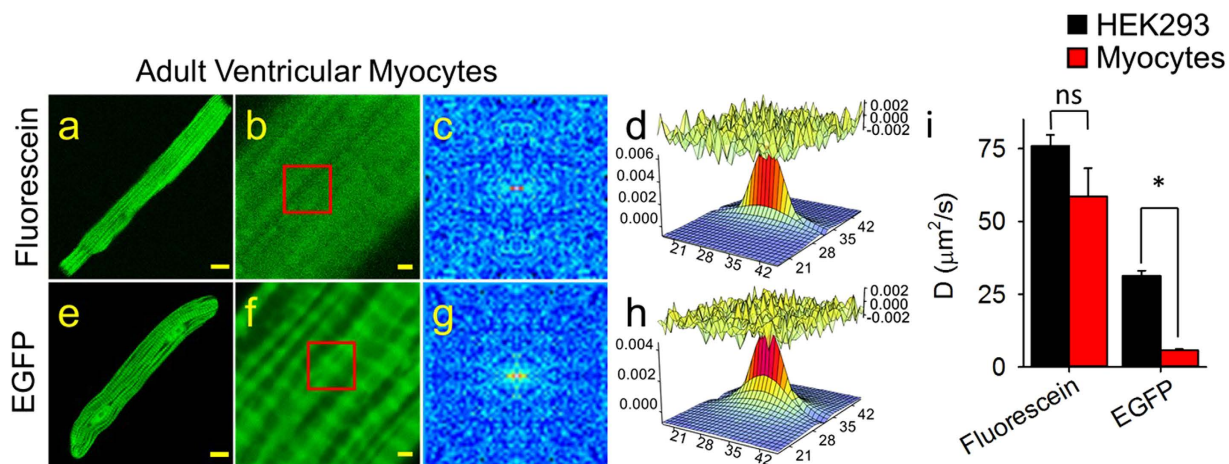 HEK293
Myocytes
Adult Ventricular Myocytes
Fluorescein
a
b
c
d
0.002
0.000
-0.002
0.006
0.004
0.002
0.000
21
28
35
42
21
28
35
42
EGFP
e
f
g
h
0.002
0.000
-0.002
0.004
0.002
0.000
21
28
35
42
21
28
35
42
i
ns
*
D (μm²/s)
75
50
25
0
Fluorescein
EGFP